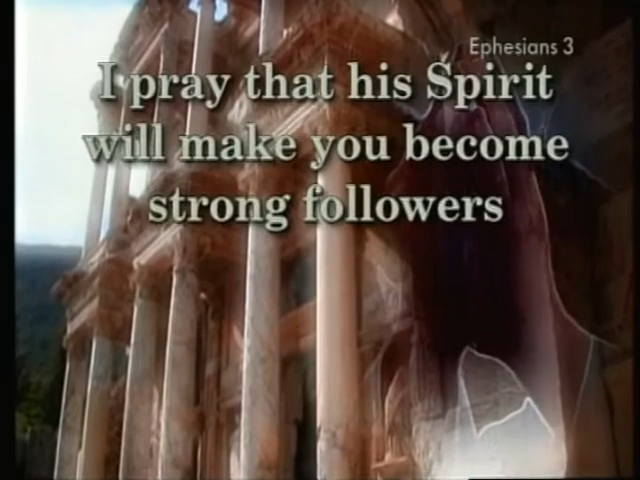 Ephesians 3
I pray that his Spirit
will make you become
strong followers